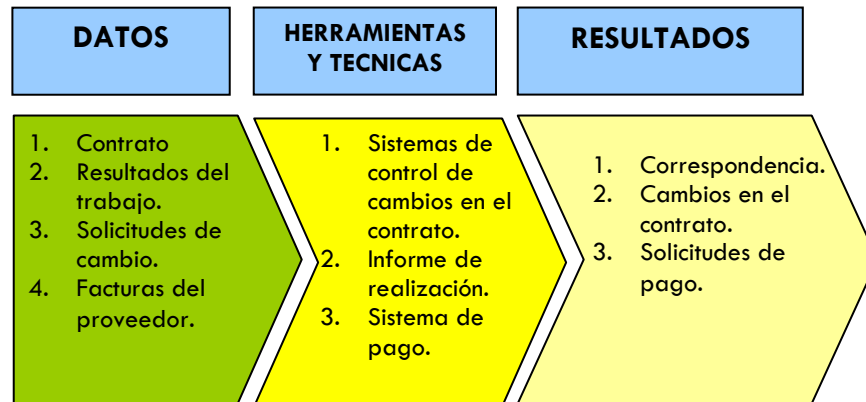 DATOS
HERRAMIENTAS
Y TECNICAS
RESULTADOS
1. Contrato
2. Resultados del
trabajo.
3. Solicitudes de
cambio.
4. Facturas del
proveedor.
1. Sistemas de
control de
cambios en el
contrato.
2. Informe de
realización.
3. Sistema de
pago.
1. Correspondencia.
2. Cambios en el
contrato.
3. Solicitudes de
pago.